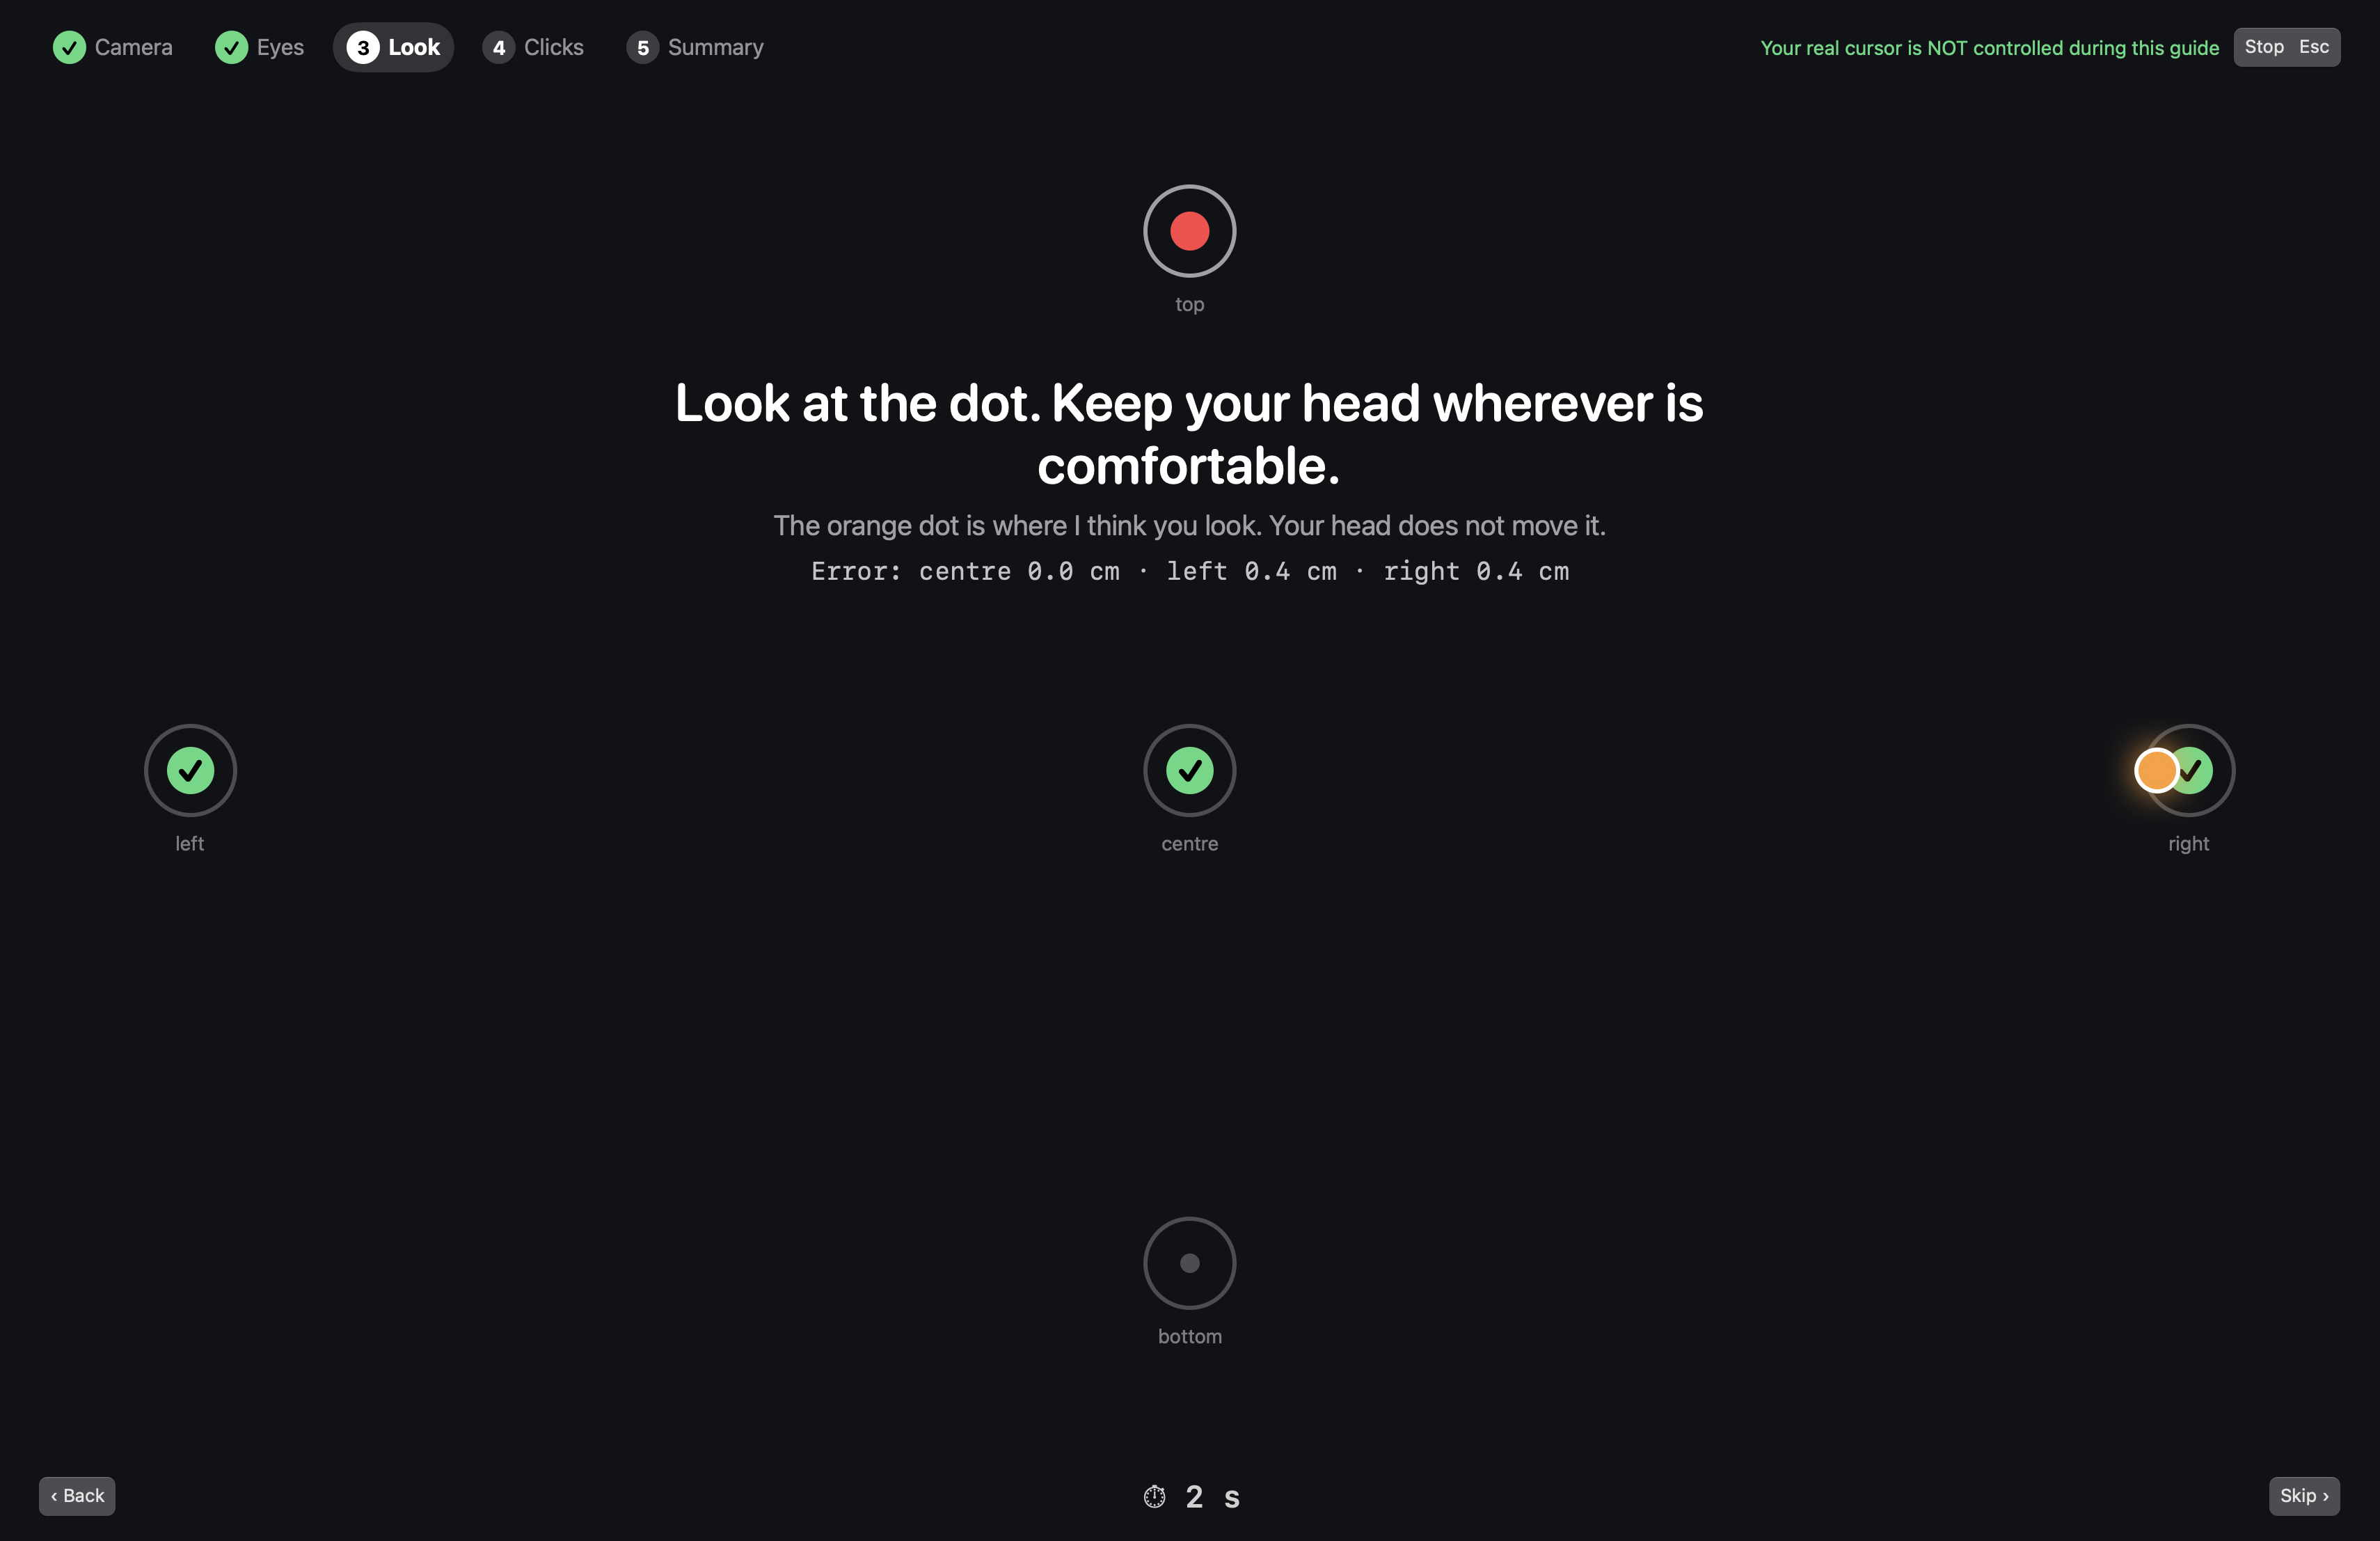 Camera
Eyes
3 Look
4 Clicks
5 Summary
Your real cursor is NOT controlled during this guide
Stop Esc
top
Look at the dot. Keep your head wherever is
comfortable.
The orange dot is where I think you look. Your head does not move it.
Error: centre 0.0 cm · left 0.4 cm · right 0.4 cm
left
centre
right
bottom
‹ Back
2 s
Skip ›